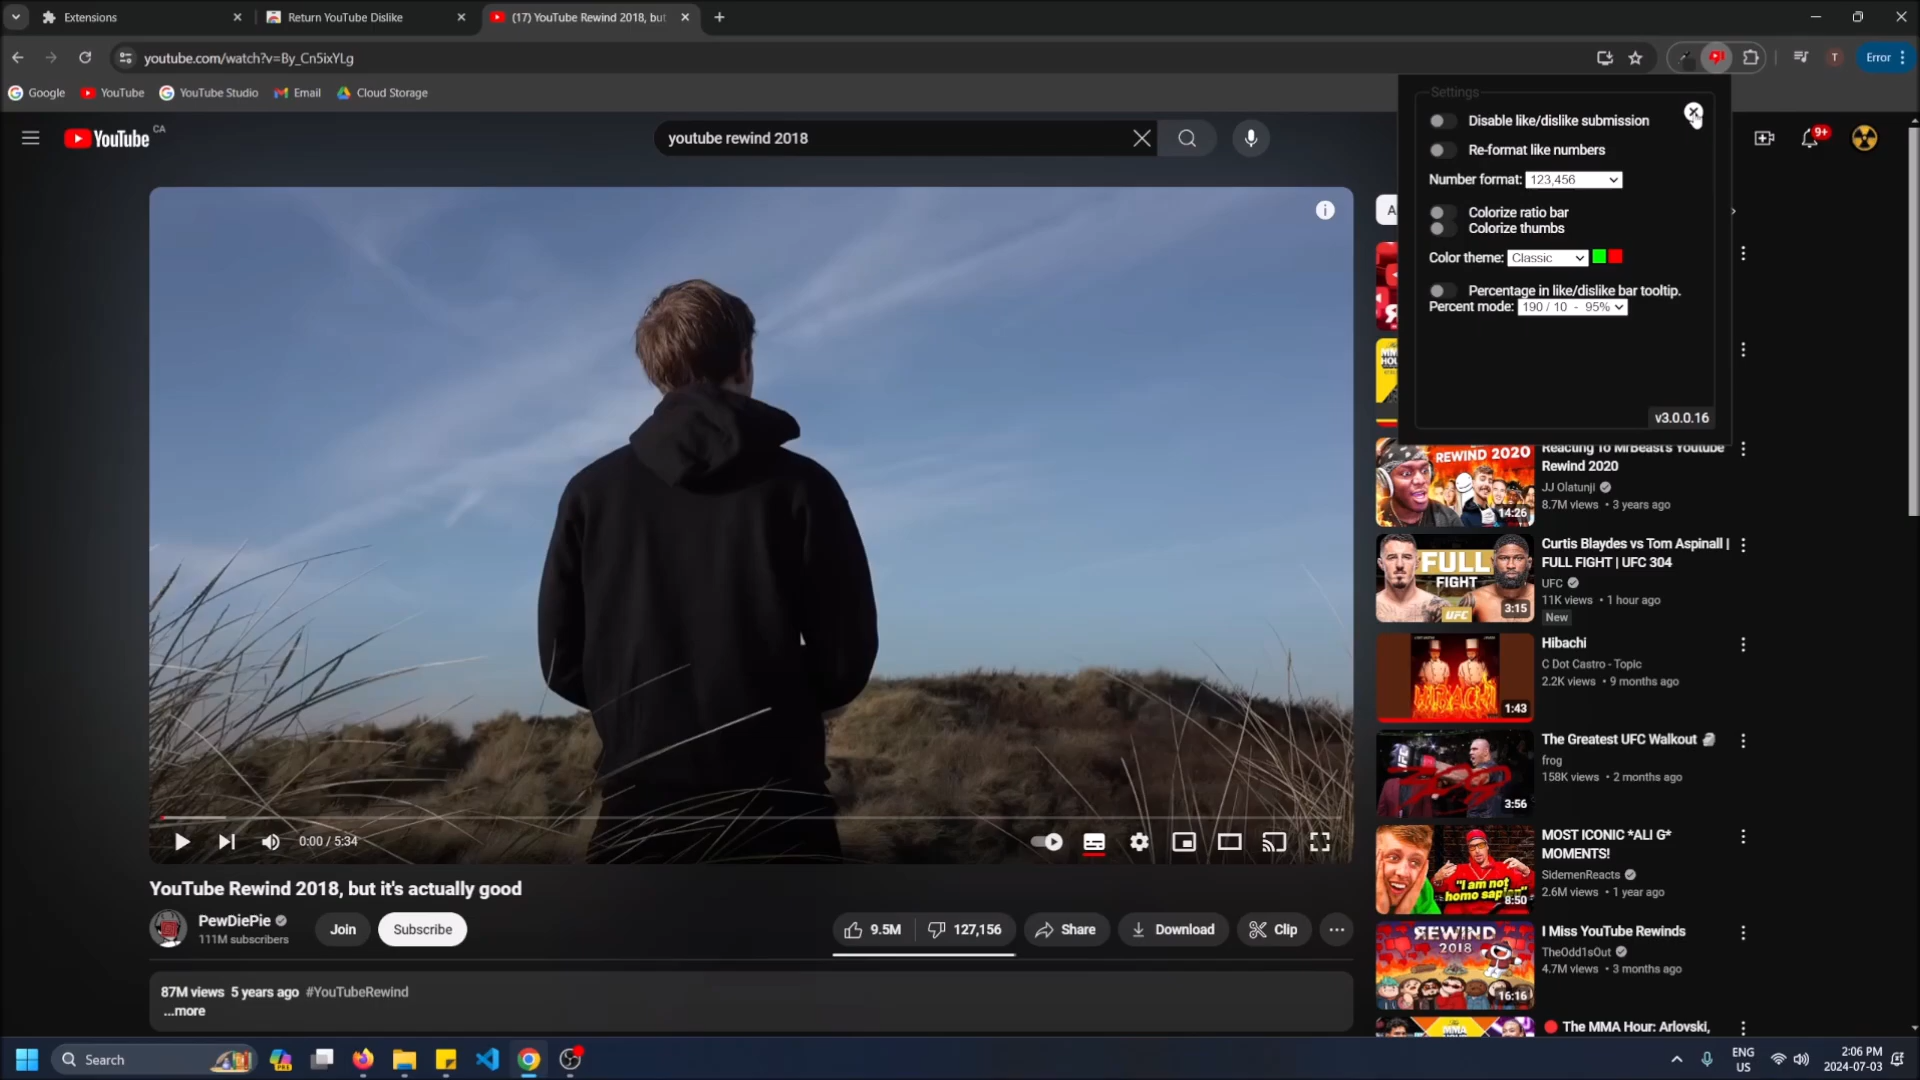 Extensions
Return YouTube Dislike
(17) YouTube Rewind 2018, but
youtube.com/watch?v=By_Cn5ixYLg
T
Error
Google
YouTube
YouTube Studio
Email
Cloud Storage
YouTube CA
youtube rewind 2018
9+
Settings
Disable like/dislike submission
Re-format like numbers
Number format: 123,456
Colorize ratio bar
Colorize thumbs
Color theme: Classic
Percentage in like/dislike bar tooltip.
Percent mode: 190 / 10 - 95%
v3.0.0.16
0:00 / 5:34
YouTube Rewind 2018, but it's actually good
PewDiePie
111M subscribers
Join
Subscribe
9.5M
127,156
Share
Download
Clip
87M views 5 years ago #YouTubeRewind
...more
REWIND 2020
14:26
Reacting To MrBeast's Youtube
Rewind 2020
JJ Olatunji
8.7M views • 3 years ago
FULL
FIGHT
UFC
3:15
Curtis Blaydes vs Tom Aspinall |
FULL FIGHT | UFC 304
UFC
11K views • 1 hour ago
New
HIBACHI
1:43
Hibachi
C Dot Castro - Topic
2.2K views • 9 months ago
3:56
The Greatest UFC Walkout 🗿
frog
158K views • 2 months ago
"I am not
homo sapien"
8:50
MOST ICONIC *ALI G*
MOMENTS!
SidemenReacts
2.6M views • 1 year ago
REWIND
2018
16:16
I Miss YouTube Rewinds
TheOdd1sOut
4.7M views • 3 months ago
The MMA Hour: Arlovski,
Search
ENG
US
2:06 PM
2024-07-03